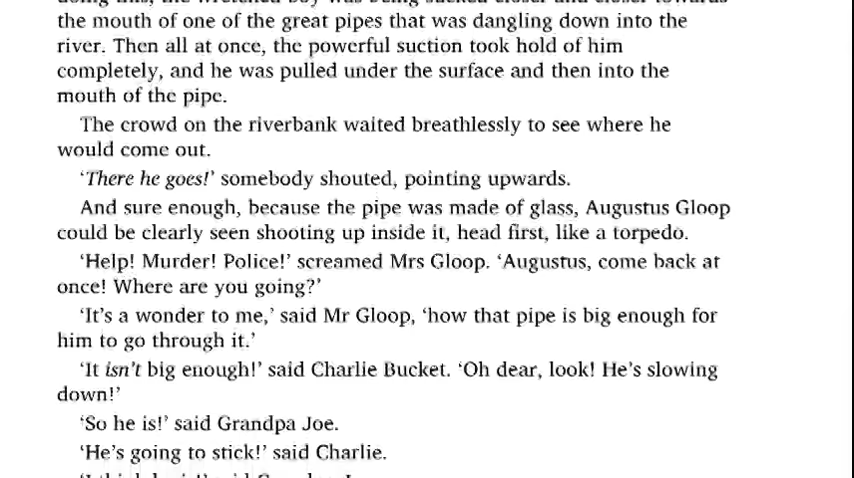 the mouth of one of the great pipes that was dangling down into the
river. Then all at once, the powerful suction took hold of him
completely, and he was pulled under the surface and then into the
mouth of the pipe.
The crowd on the riverbank waited breathlessly to see where he
would come out.
‘There he goes!’ somebody shouted, pointing upwards.
And sure enough, because the pipe was made of glass, Augustus Gloop
could be clearly seen shooting up inside it, head first, like a torpedo.
‘Help! Murder! Police!’ screamed Mrs Gloop. ‘Augustus, come back at
once! Where are you going?’
‘It’s a wonder to me,’ said Mr Gloop, ‘how that pipe is big enough for
him to go through it.’
‘It isn’t big enough!’ said Charlie Bucket. ‘Oh dear, look! He’s slowing
down!’
‘So he is!’ said Grandpa Joe.
‘He’s going to stick!’ said Charlie.